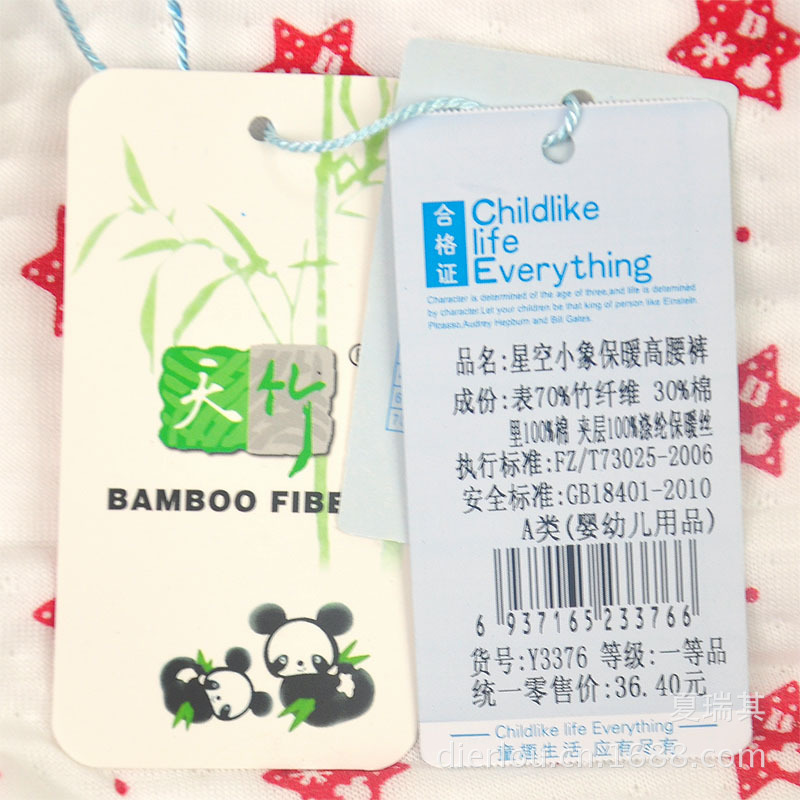 天竹
®
BAMBOO FIBE
合格证
Childlike
life
Everything
Character is determined of the age of three,and life is determined
by character.Let your children be that king of person like Einstein
Picasso,Audrey Hepburn and Bill Gates.
品名:星空小象保暖高腰裤
成份:表70%竹纤维 30%棉
里100%棉 夹层100%涤纶保暖丝
执行标准:FZ/T73025-2006
安全标准:GB18401-2010
A类(婴幼儿用品)
6 937165 233766
货号:Y3376 等级:一等品
统一零售价:36.40元
夏瑞其
Childlike life Everything
童趣生活 应有尽有
.cn.1688.com